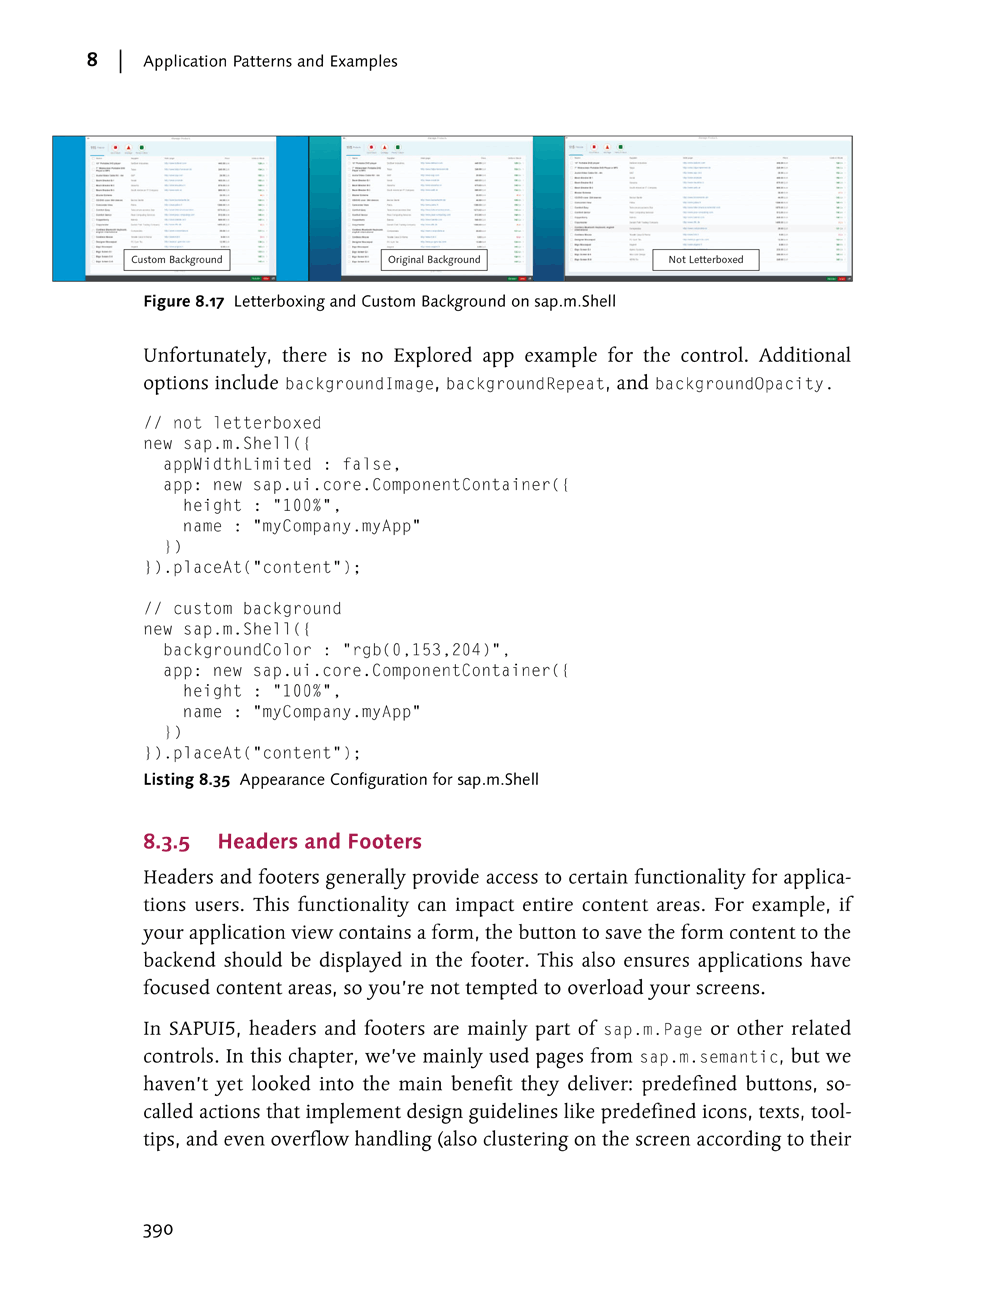 8 | Application Patterns and Examples
Custom Background
Original Background
Not Letterboxed
Figure 8.17 Letterboxing and Custom Background on sap.m.Shell
Unfortunately, there is no Explored app example for the control. Additional
options include backgroundImage, backgroundRepeat, and backgroundOpacity.
// not letterboxed
new sap.m.Shell({
  appWidthLimited : false,
  app: new sap.ui.core.ComponentContainer({
    height : "100%",
    name : "myCompany.myApp"
  })
}).placeAt("content");
// custom background
new sap.m.Shell({
  backgroundColor : "rgb(0,153,204)",
  app: new sap.ui.core.ComponentContainer({
    height : "100%",
    name : "myCompany.myApp"
  })
}).placeAt("content");
Listing 8.35 Appearance Configuration for sap.m.Shell
8.3.5 Headers and Footers
Headers and footers generally provide access to certain functionality for applica-
tions users. This functionality can impact entire content areas. For example, if
your application view contains a form, the button to save the form content to the
backend should be displayed in the footer. This also ensures applications have
focused content areas, so you're not tempted to overload your screens.
In SAPUI5, headers and footers are mainly part of sap.m.Page or other related
controls. In this chapter, we've mainly used pages from sap.m.semantic, but we
haven't yet looked into the main benefit they deliver: predefined buttons, so-
called actions that implement design guidelines like predefined icons, texts, tool-
tips, and even overflow handling (also clustering on the screen according to their
390